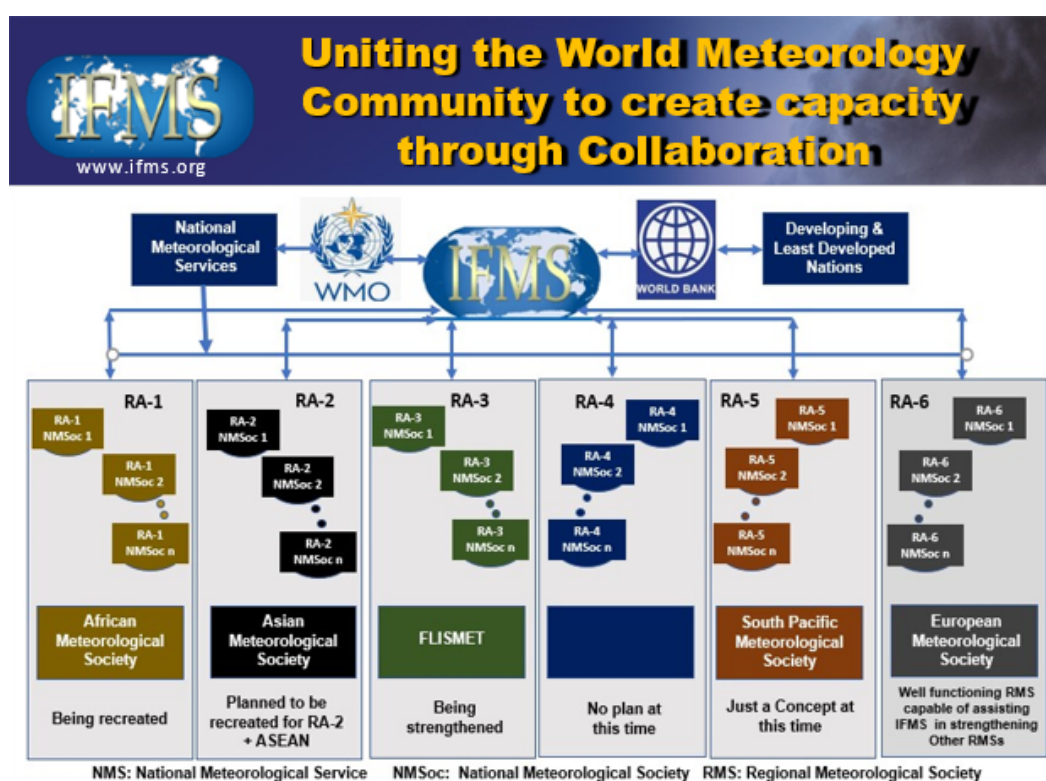 IFMS
www.ifms.org
Uniting the World Meteorology
Community to create capacity
through Collaboration
National
Meteorological
Services
WMO
IFMS
WORLD BANK
Developing &
Least Developed
Nations
RA-1
RA-1
NMSoc 1
RA-1
NMSoc 2
RA-1
NMSoc n
African
Meteorological
Society
Being recreated
RA-2
RA-2
NMSoc 1
RA-2
NMSoc 2
RA-2
NMSoc n
Asian
Meteorological
Society
Planned to be
recreated for RA-2
+ ASEAN
RA-3
RA-3
NMSoc 1
RA-3
NMSoc 2
RA-3
NMSoc n
FLISMET
Being
strengthened
RA-4
RA-4
NMSoc 1
RA-4
NMSoc 2
RA-4
NMSoc n
No plan at
this time
RA-5
RA-5
NMSoc 1
RA-5
NMSoc 2
RA-5
NMSoc n
South Pacific
Meteorological
Society
Just a Concept at
this time
RA-6
RA-6
NMSoc 1
RA-6
NMSoc 2
RA-6
NMSoc n
European
Meteorological
Society
Well functioning RMS
capable of assisting
IFMS in strengthening
Other RMSs
NMS: National Meteorological Service NMSoc: National Meteorological Society RMS: Regional Meteorological Society